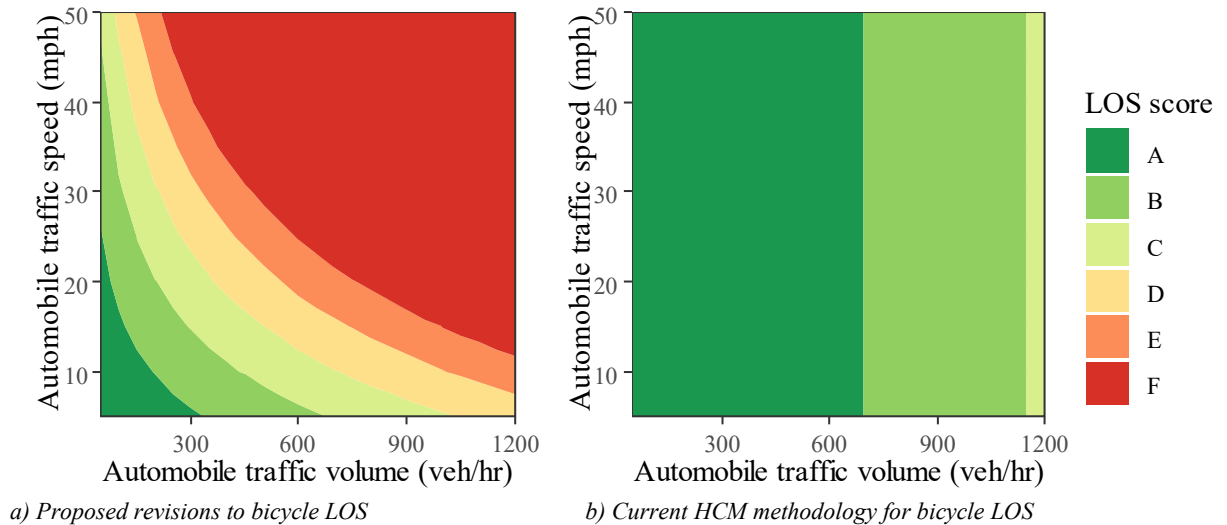 Automobile traffic speed (mph)
50
40
30
20
10
300
600
900
1200
Automobile traffic volume (veh/hr)
a) Proposed revisions to bicycle LOS
Automobile traffic speed (mph)
50
40
30
20
10
300
600
900
1200
Automobile traffic volume (veh/hr)
b) Current HCM methodology for bicycle LOS
LOS score
A
B
C
D
E
F